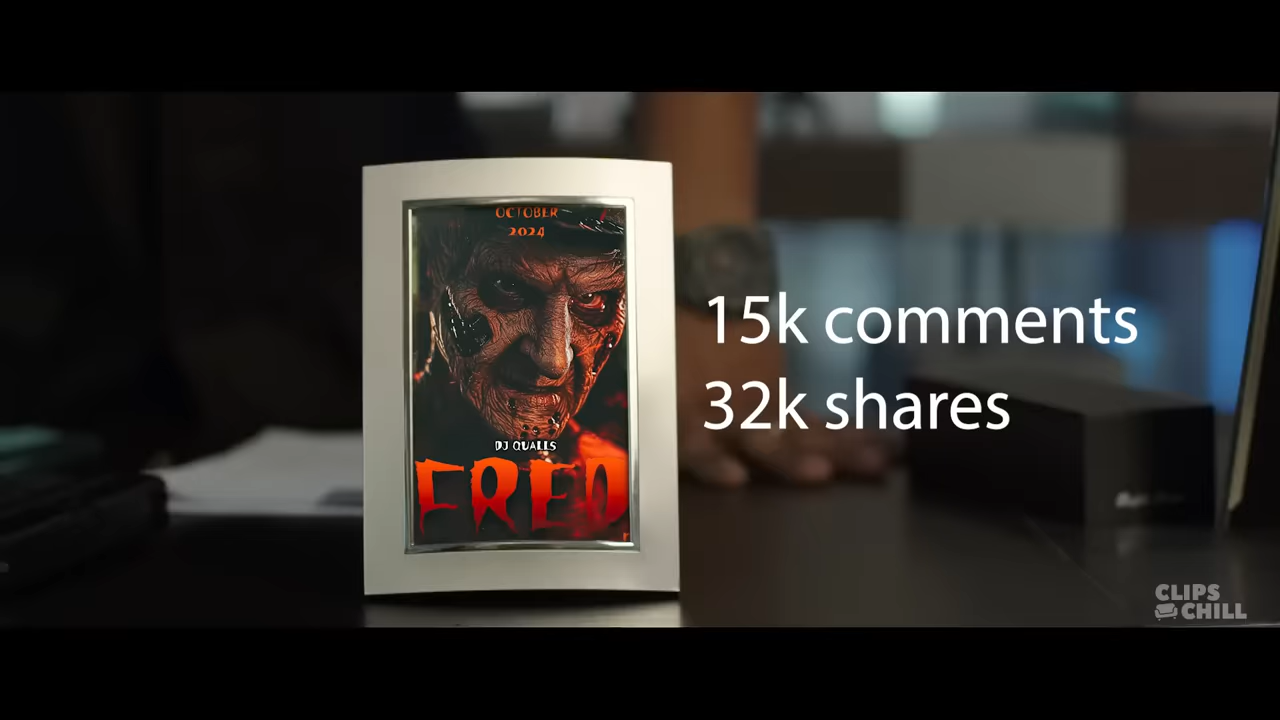 OCTOBER
2024
DJ QUALLS
FRED
15k comments
32k shares
CLIPS
CHILL